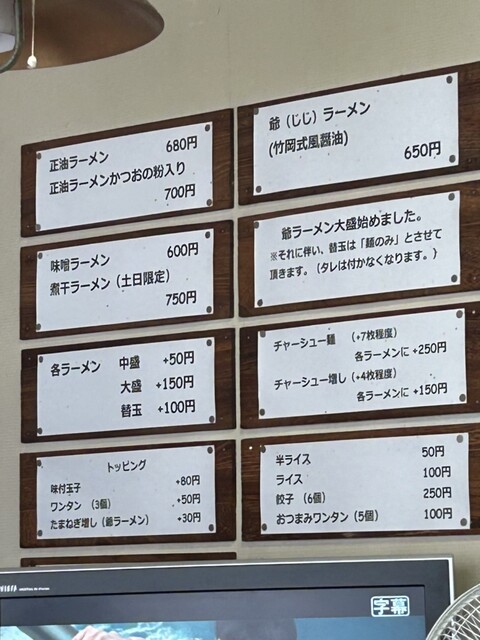 正油ラーメン 680円
正油ラーメンかつおの粉入り
700円
味噌ラーメン 600円
煮干ラーメン(土日限定)
750円
各ラーメン 中盛 +50円
大盛 +150円
替玉 +100円
トッピング
味付玉子 +80円
ワンタン (3個) +50円
たまねぎ増し(爺ラーメン) +30円
爺(じじ)ラーメン
(竹岡式風醤油)
650円
爺ラーメン大盛始めました。
※それに伴い、替玉は「麺のみ」とさせて
頂きます。(タレは付かなくなります。)
チャーシュー麺 (+7枚程度)
各ラーメンに +250円
チャーシュー増し(+4枚程度)
各ラーメンに +150円
半ライス 50円
ライス 100円
餃子 (6個) 250円
おつまみワンタン(5個) 100円
字幕